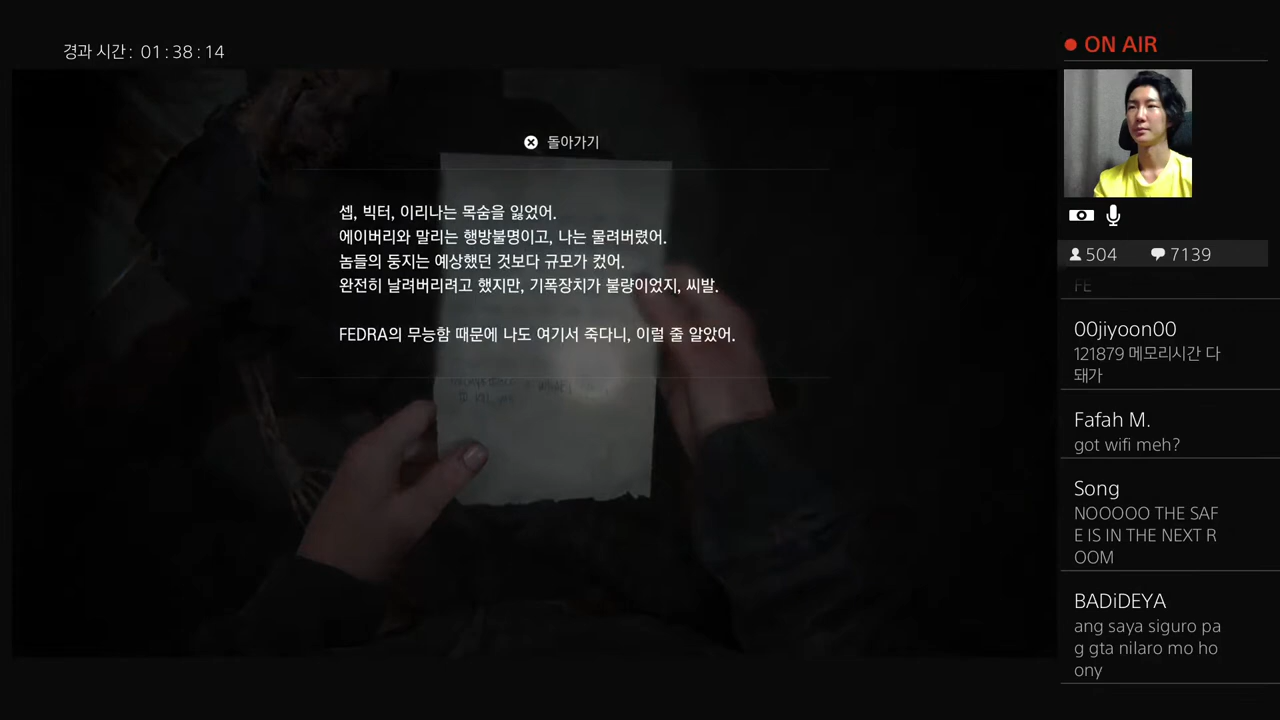 경과 시간: 01:38:14
ON AIR
돌아가기
셉, 빅터, 이리나는 목숨을 잃었어.
에이버리와 말리는 행방불명이고, 나는 물려버렸어.
놈들의 둥지는 예상했던 것보다 규모가 컸어.
완전히 날려버리려고 했지만, 기폭장치가 불량이었지, 씨발.
FEDRA의 무능함 때문에 나도 여기서 죽다니, 이럴 줄 알았어.
504 7139
FE
00jiyoon00
121879 메모리시간 다
돼가
Fafah M.
got wifi meh?
Song
NOOOOO THE SAF
E IS IN THE NEXT R
OOM
BADiDEYA
ang saya siguro pa
g gta nilaro mo ho
ony